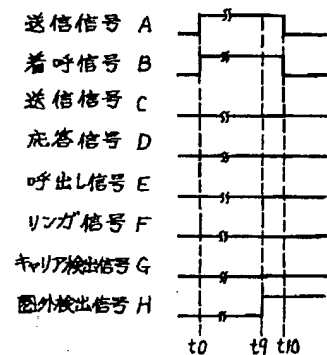 送信信号 A
着呼信号 B
送信信号 C
応答信号 D
呼出し信号 E
リンガ信号 F
キャリア検出信号 G
圏外検出信号 H
t0 t9 t10